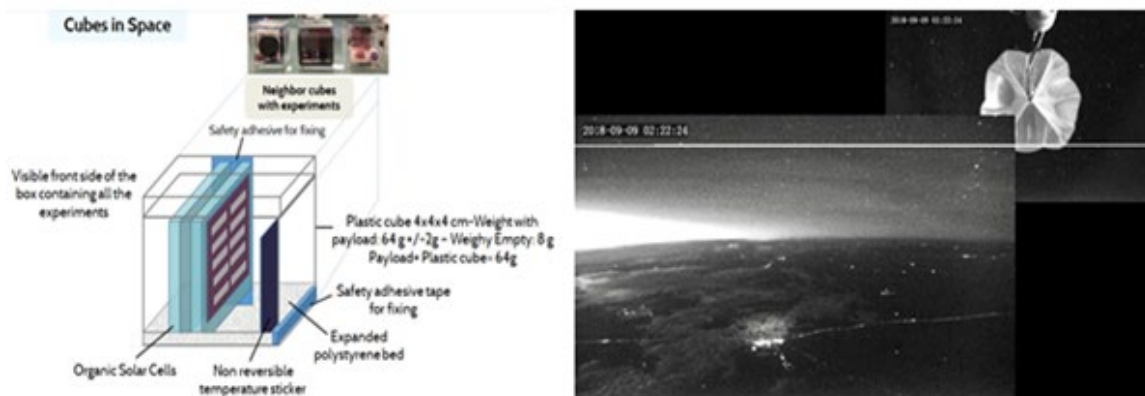 Cubes in Space
Neighbor cubes
with experiments
Safety adhesive for fixing
Visible front side of the
box containing all the
experiments
Plastic cube 4x4x4 cm-Weight with
payload: 64 g +/-2g - Weighy Empty: 8 g
Payload+ Plastic cube= 64g
Safety adhesive tape
for fixing
Expanded
polystyrene bed
Organic Solar Cells
Non reversible
temperature sticker
2018-09-09 02:22:24
2018-09-09 02:22:24